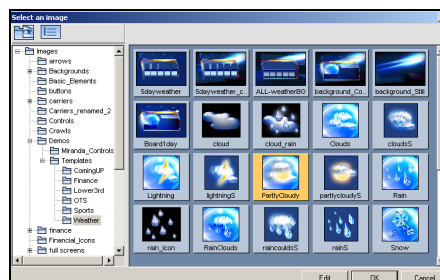 Select an image
Images
arrows
Backgrounds
Basic_Elements
buttons
carriers
Carriers_renamed_2
Controls
Crawls
Demos
Miranda_Controls
Templates
ComingUP
Finance
Lower3rd
OTS
Sports
Weather
finance
Financial_Icons
full screens
5dayweather
5dayweather_c...
ALL-weatherBG
background_Co...
background_Still
Board1day
cloud
cloud_rain
Clouds
cloudsS
Lightning
lightningS
PartlyCloudy
partlycloudyS
Rain
rain_icon
RainClouds
raincouldsS
rainS
Snow
Edit
OK
Cancel